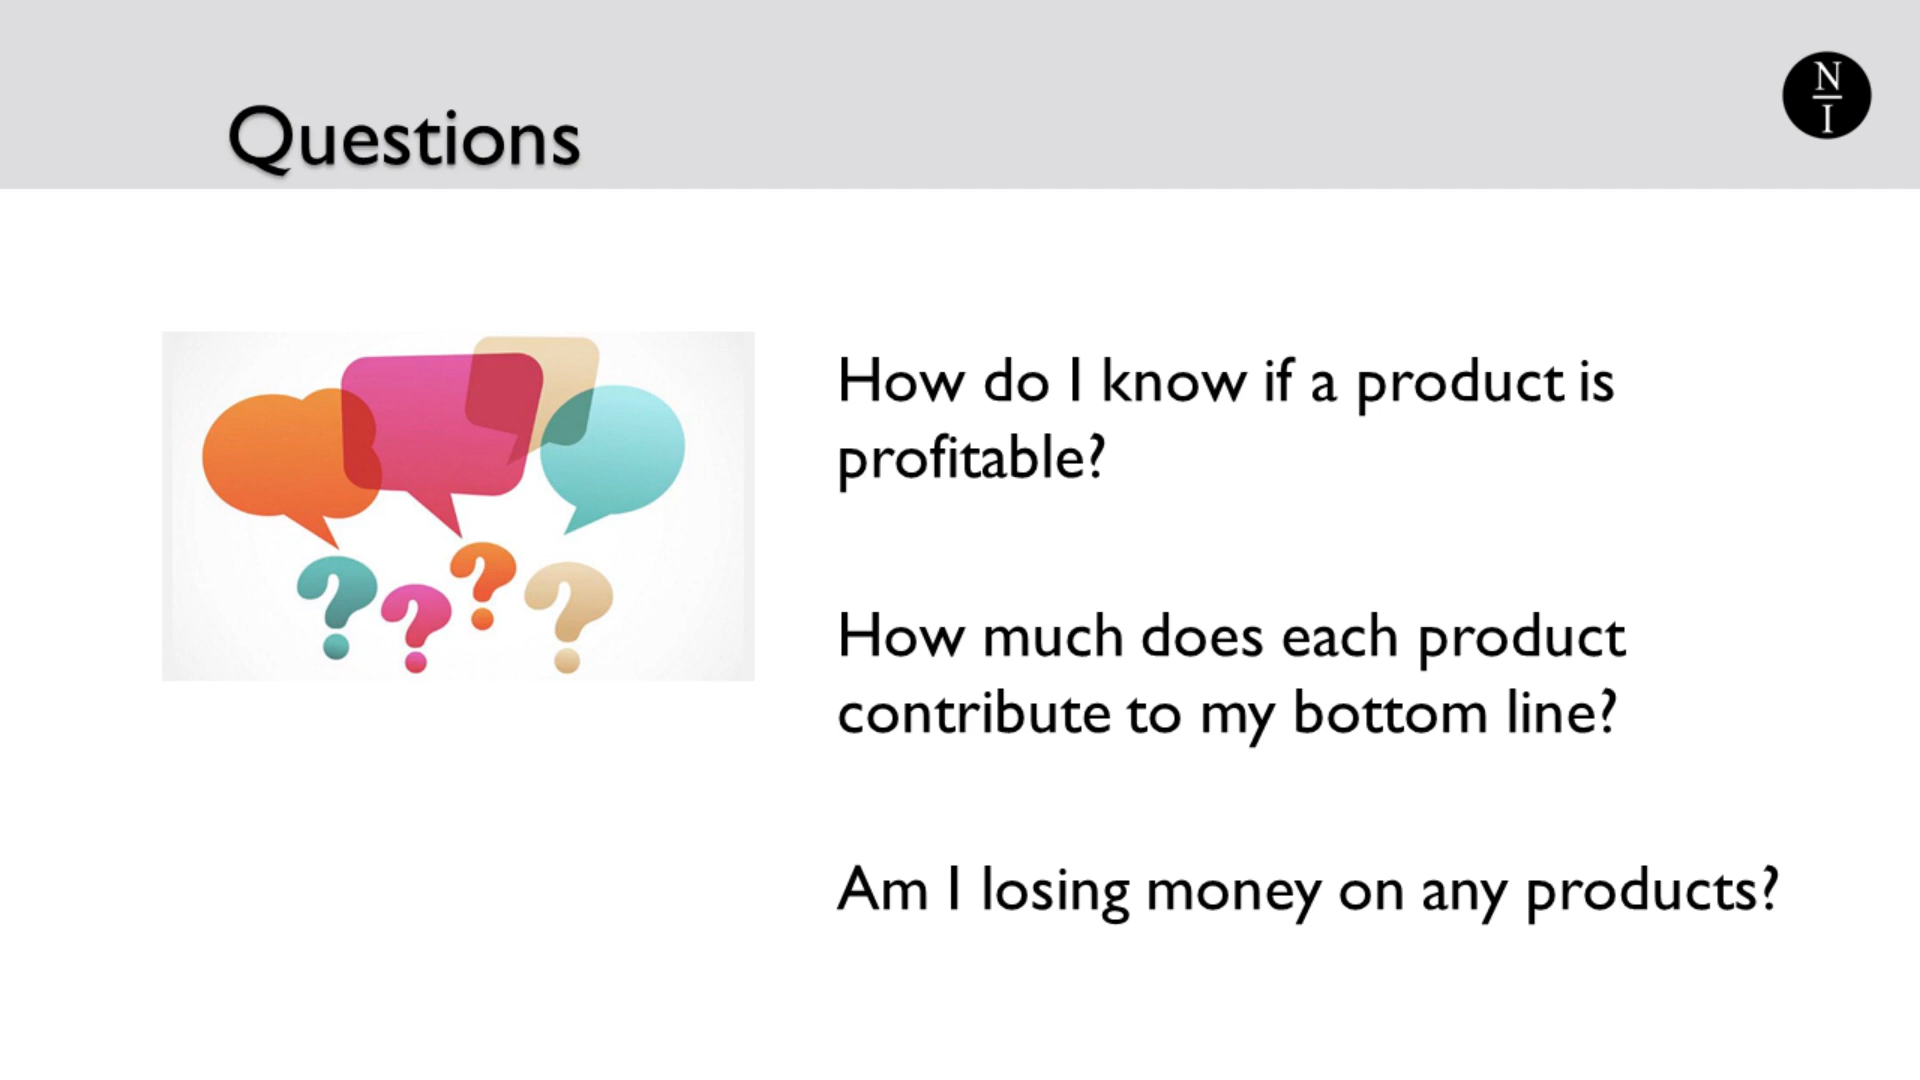 Questions
N
I
How do I know if a product is
profitable?
How much does each product
contribute to my bottom line?
Am I losing money on any products?
? ? ? ?